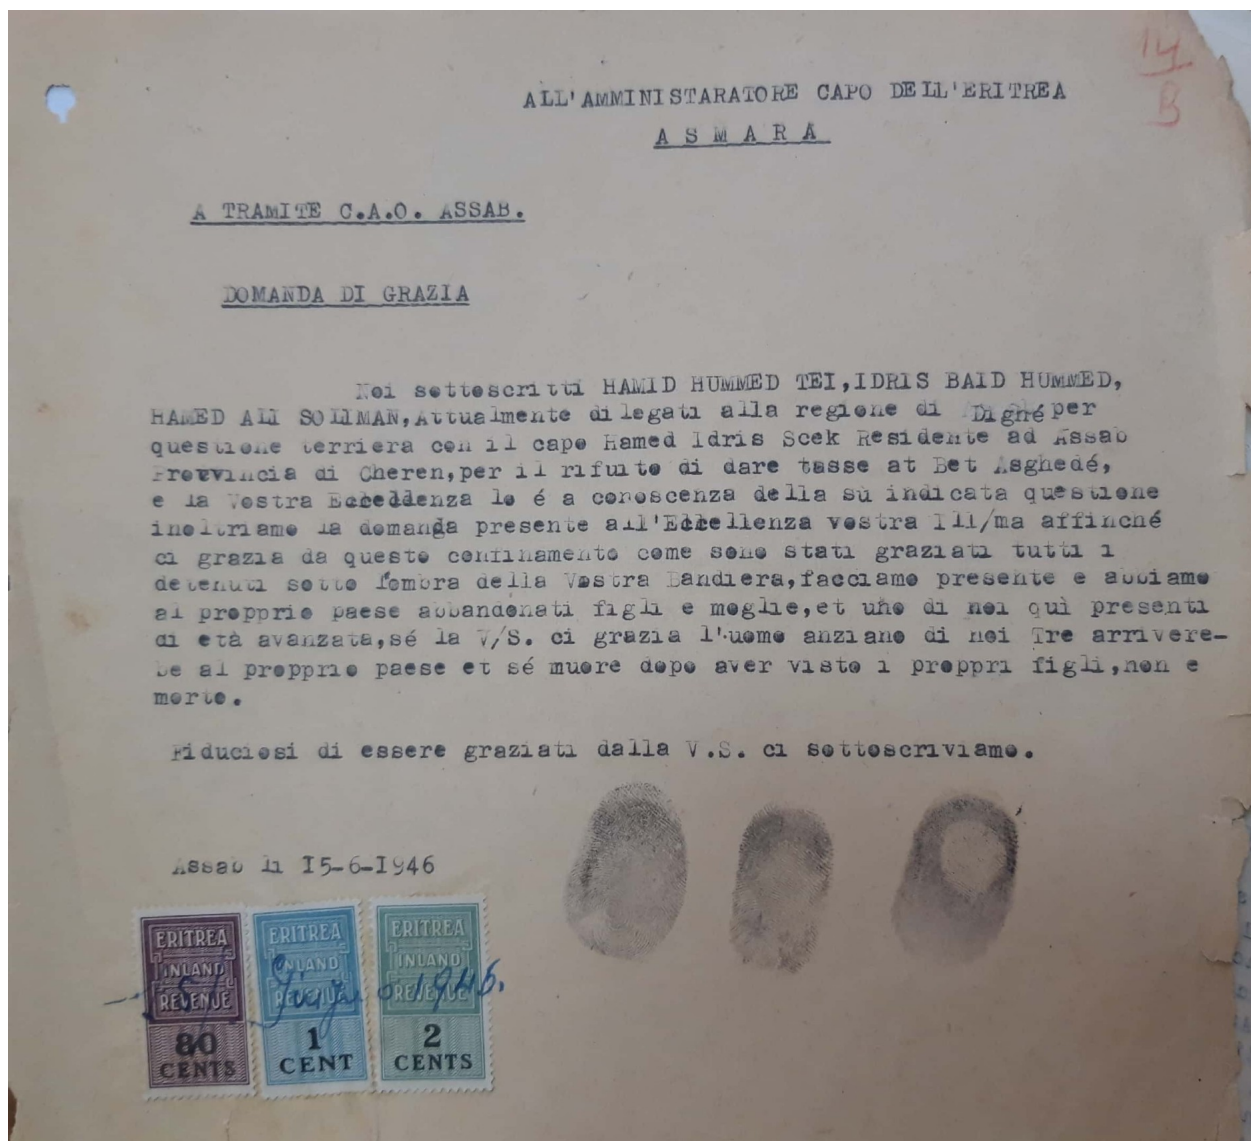 14
B
ALL'AMMINISTARATORE CAPO DELL'ERITREA
A S M A R A
A TRAMITE C.A.O. ASSAB.
DOMANDA DI GRAZIA
Noi sottoscritti HAMID HUMMED TEI,IDRIS BAID HUMMED,
HAMED ALI SOLIMAN,Attualmente dilegati alla regione di Digné per
questione terriera con il capo Hamed Idris Scek Residente ad Assab
Provincia di Cheren,per il rifuito di dare tasse at Bet Asghedé,
e la Vostra Eccellenza lo é a conoscenza della sù indicata questione
inoltriamo la domanda presente all'Eccellenza vostra Ill/ma affinché
ci grazia da questo confinamento come sono stati graziati tutti i
detenuti sotto l'ombra della Vostra Bandiera,facciamo presente e abbiamo
al propprio paese abbandonati figli e moglie,et uno di noi quì presenti
di età avanzata,sé la V/S. ci grazia l'uomo anziano di noi Tre arrivere-
be al propprio paese et sé muore dopo aver visto i proppri figli,non e
morto.
Fiduciosi di essere graziati dalla V.S. ci sottoscriviamo.
Assab li I5-6-I946
ERITREA INLAND REVENUE 80 CENTS
ERITREA INLAND REVENUE 1 CENT
ERITREA INLAND REVENUE 2 CENTS
15/ Giugno 1946.